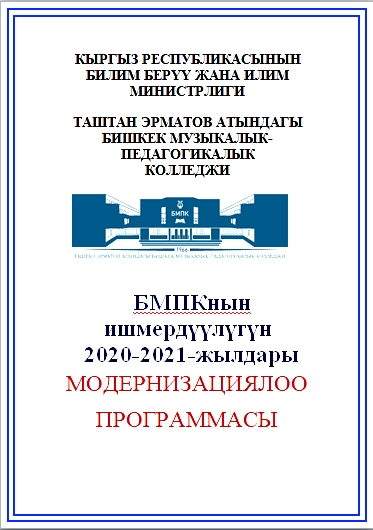 КЫРГЫЗ РЕСПУБЛИКАСЫНЫН
БИЛИМ БЕРҮҮ ЖАНА ИЛИМ
МИНИСТРЛИГИ
ТАШТАН ЭРМАТОВ АТЫНДАГЫ
БИШКЕК МУЗЫКАЛЫК-
ПЕДАГОГИКАЛЫК
КОЛЛЕДЖИ
БМПК
1966
БМПКнын
ишмердүүлүгүн
2020-2021-жылдары
МОДЕРНИЗАЦИЯЛОО
ПРОГРАММАСЫ